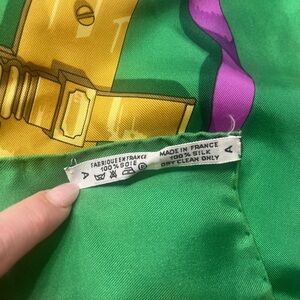 A
FABRIQUE EN FRANCE
100% SOIE
MADE IN FRANCE
100% SILK
DRY CLEAN ONLY
A